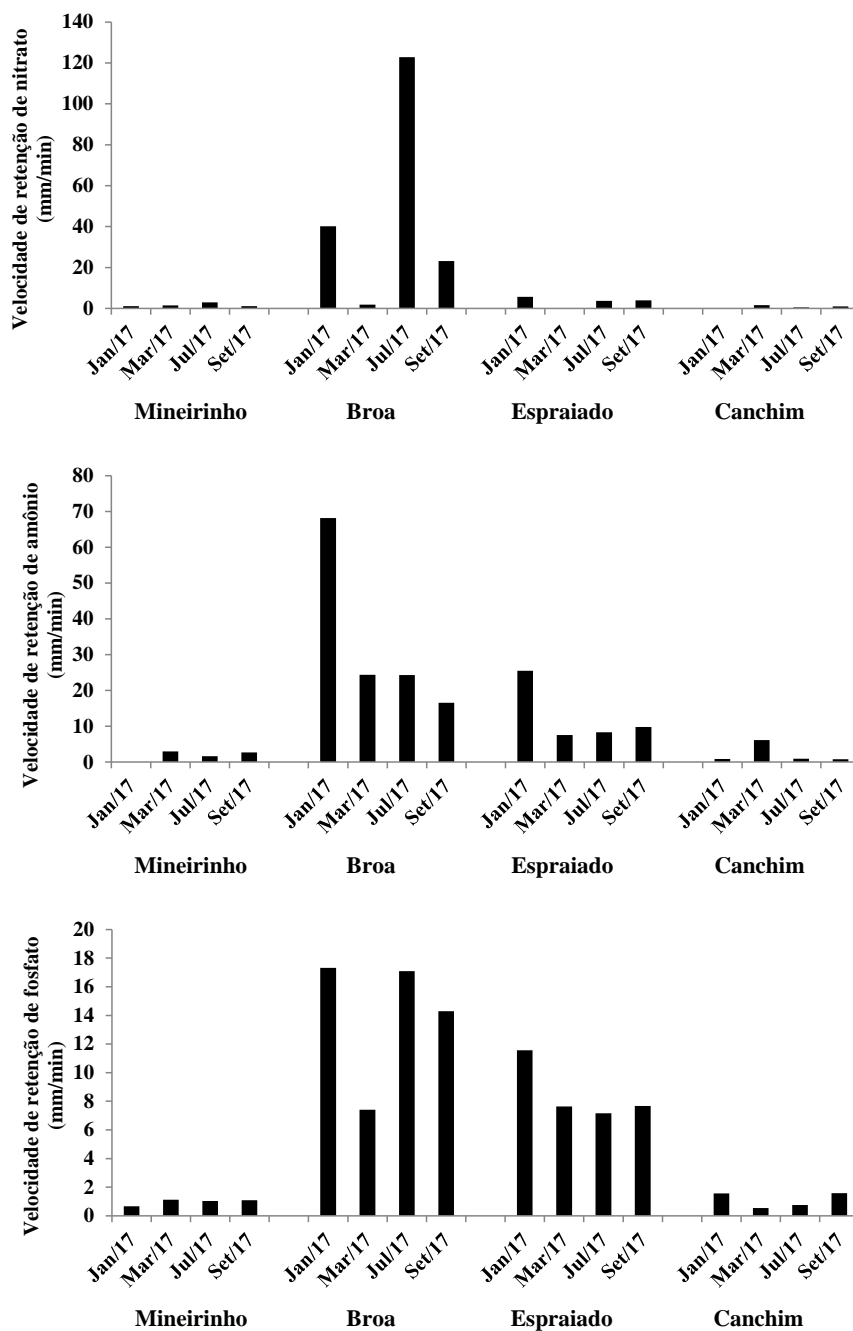 Velocidade de retenção de nitrato
(mm/min)
140
120
100
80
60
40
20
0
Jan/17 Mar/17 Jul/17 Set/17 Jan/17 Mar/17 Jul/17 Set/17 Jan/17 Mar/17 Jul/17 Set/17 Jan/17 Mar/17 Jul/17 Set/17
Mineirinho Broa Espraiado Canchim
Velocidade de retenção de amônio
(mm/min)
80
70
60
50
40
30
20
10
0
Jan/17 Mar/17 Jul/17 Set/17 Jan/17 Mar/17 Jul/17 Set/17 Jan/17 Mar/17 Jul/17 Set/17 Jan/17 Mar/17 Jul/17 Set/17
Mineirinho Broa Espraiado Canchim
Velocidade de retenção de fosfato
(mm/min)
20
18
16
14
12
10
8
6
4
2
0
Jan/17 Mar/17 Jul/17 Set/17 Jan/17 Mar/17 Jul/17 Set/17 Jan/17 Mar/17 Jul/17 Set/17 Jan/17 Mar/17 Jul/17 Set/17
Mineirinho Broa Espraiado Canchim